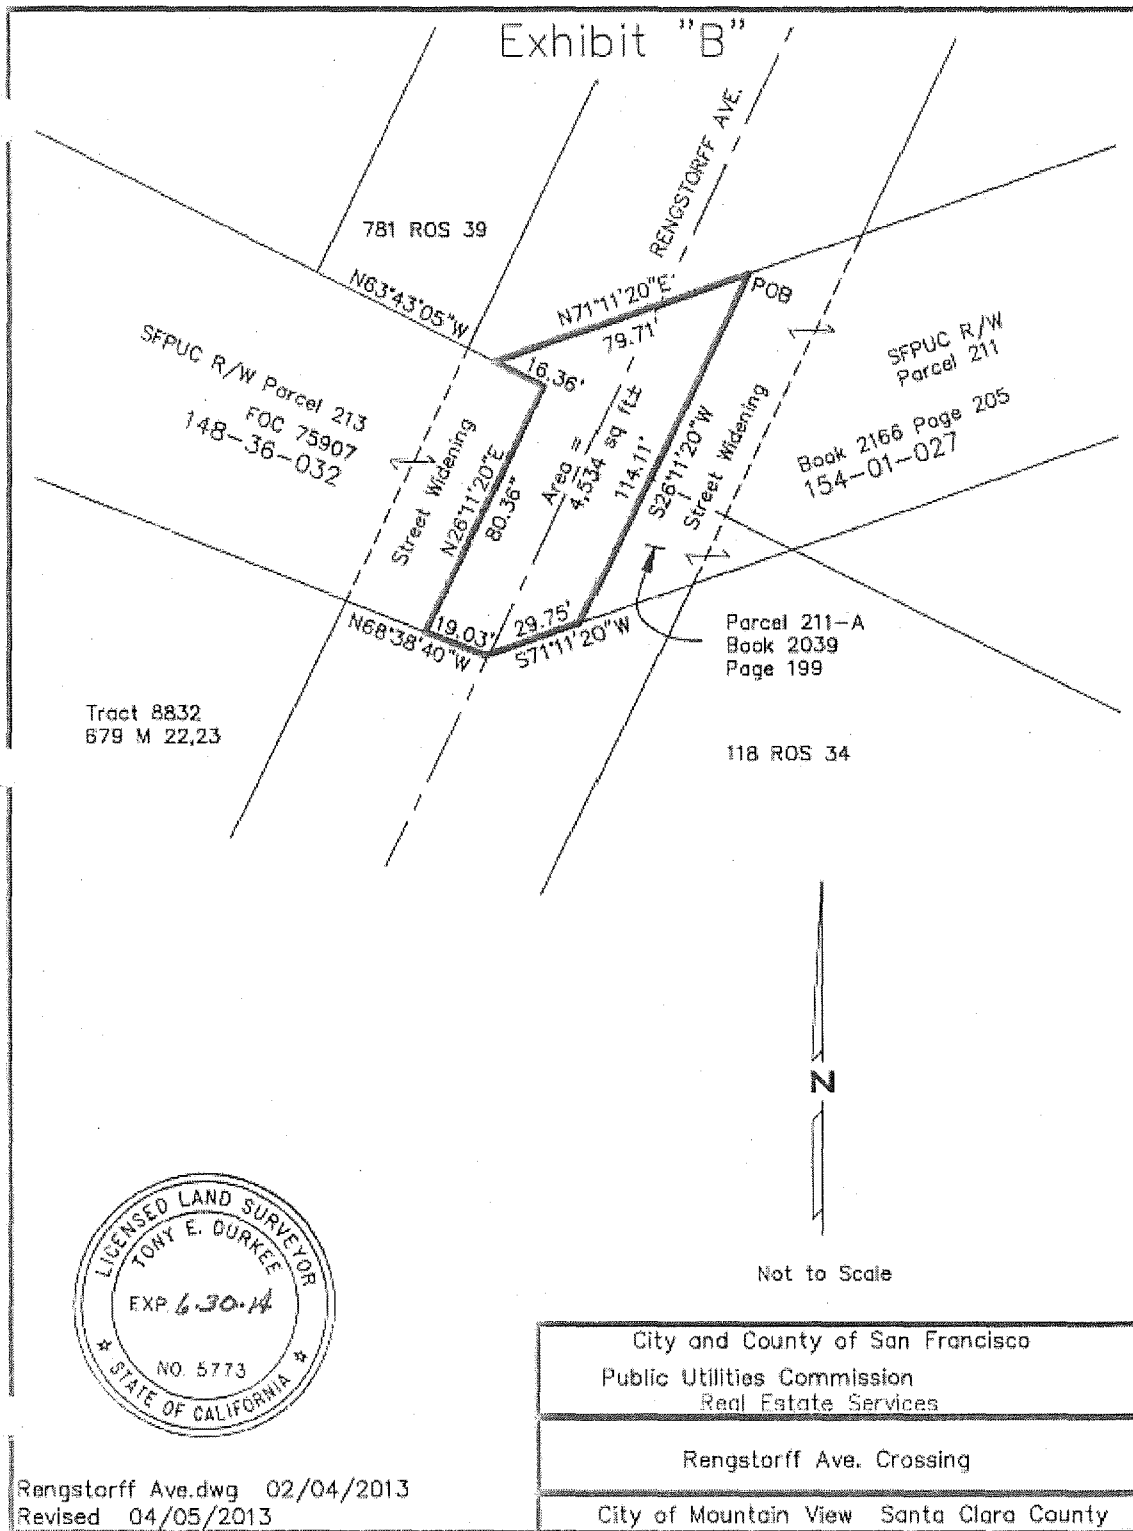 Exhibit "B"
RENGSTORFF AVE.
781 ROS 39
N63°43'05"W
N71°11'20"E
79.71'
POB
16.36'
SFPUC R/W Parcel 213
FOC 75907
148-36-032
SFPUC R/W
Parcel 211
Book 2166 Page 205
154-01-027
Street Widening
N26°11'20"E
80.36"
Area =
4,534 sq ft±
114.11'
S26°11'20"W
Street Widening
19.03"
N68°38'40"W
29.75'
S71°11'20"W
Parcel 211-A
Book 2039
Page 199
Tract 8832
679 M 22,23
118 ROS 34
N
Not to Scale
LICENSED LAND SURVEYOR
TONY E. DURKEE
EXP. 6.30.14
NO. 5773
STATE OF CALIFORNIA
City and County of San Francisco
Public Utilities Commission
Real Estate Services
Rengstorff Ave. Crossing
City of Mountain View Santa Clara County
Rengstorff Ave.dwg 02/04/2013
Revised 04/05/2013